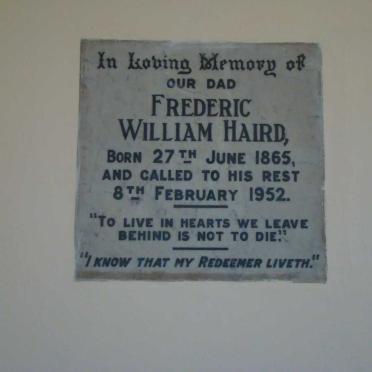 In Loving Memory of
OUR DAD
FREDERIC
WILLIAM HAIRD,
BORN 27TH JUNE 1865,
AND CALLED TO HIS REST
8TH FEBRUARY 1952.
"TO LIVE IN HEARTS WE LEAVE
BEHIND IS NOT TO DIE."
"I KNOW THAT MY REDEEMER LIVETH."